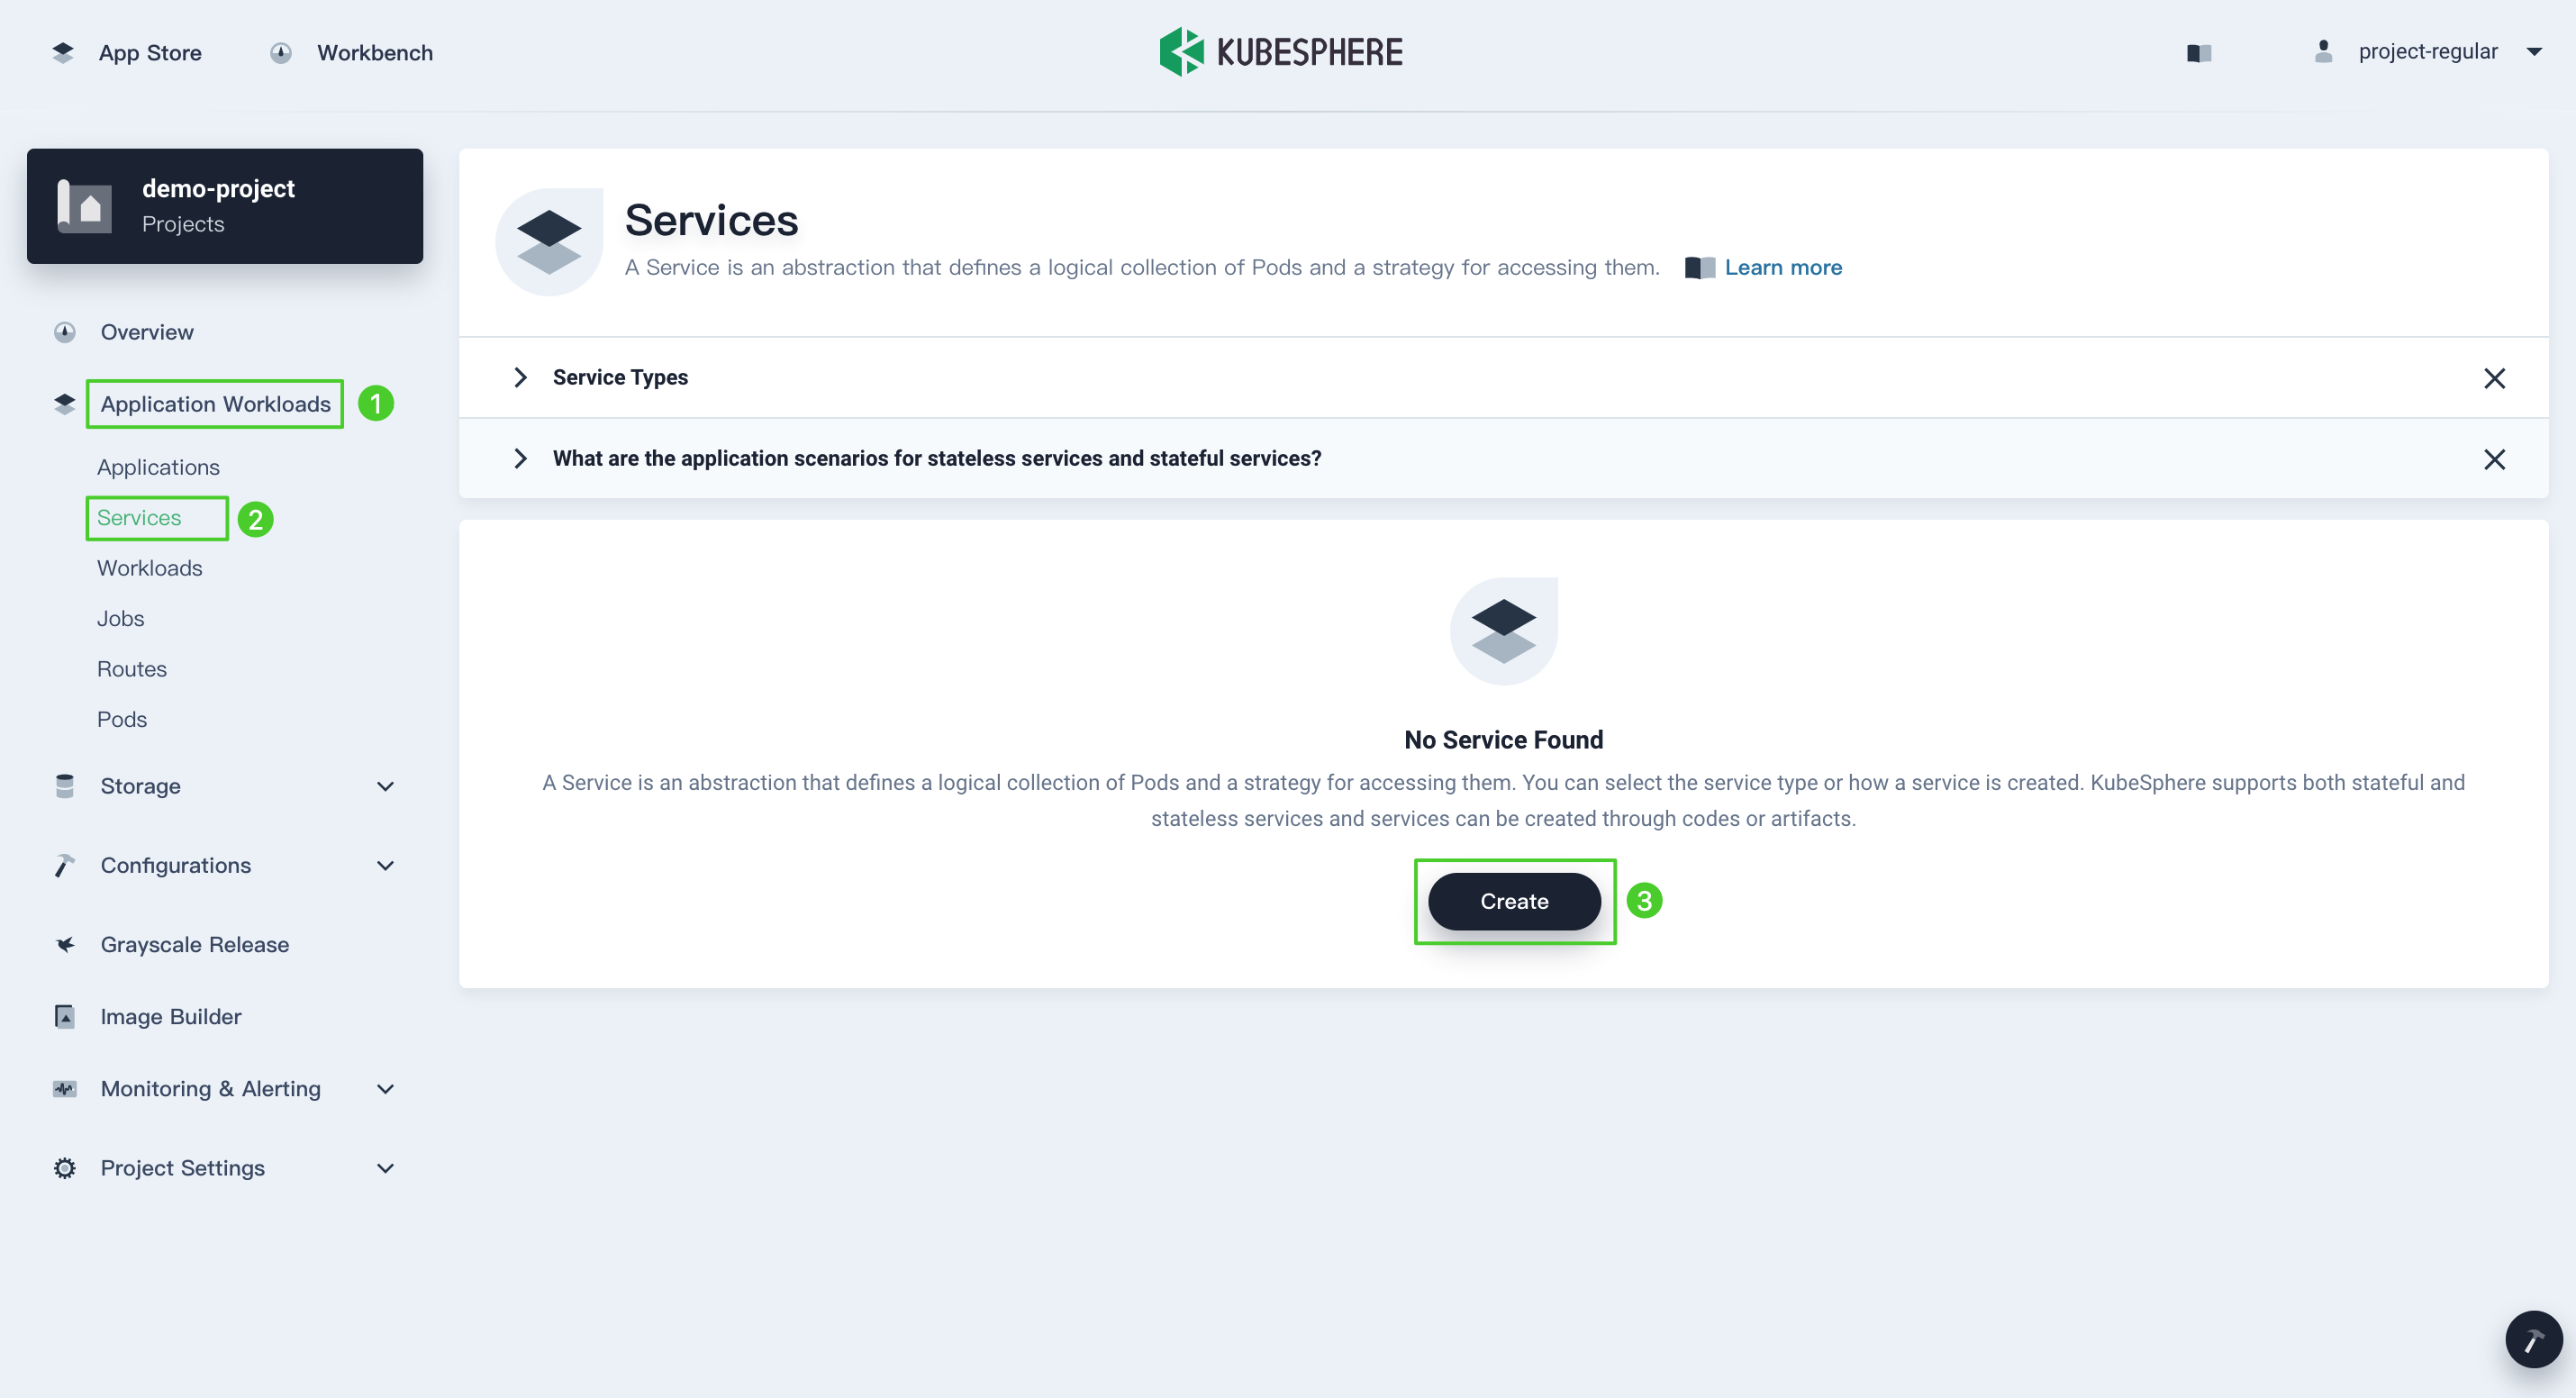 App Store
Workbench
KUBESPHERE
project-regular
demo-project
Projects
Overview
Application Workloads
1
Applications
Services
2
Workloads
Jobs
Routes
Pods
Storage
Configurations
Grayscale Release
Image Builder
Monitoring & Alerting
Project Settings
Services
A Service is an abstraction that defines a logical collection of Pods and a strategy for accessing them.
Learn more
Service Types
What are the application scenarios for stateless services and stateful services?
No Service Found
A Service is an abstraction that defines a logical collection of Pods and a strategy for accessing them. You can select the service type or how a service is created. KubeSphere supports both stateful and
stateless services and services can be created through codes or artifacts.
Create
3